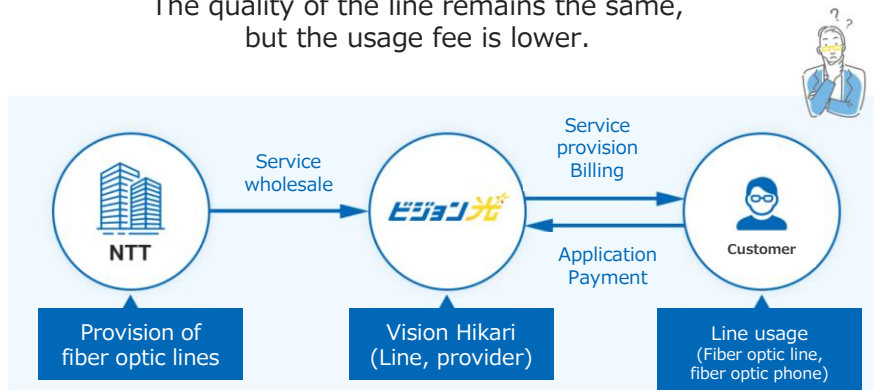 The quality of the line remains the same,
but the usage fee is lower.
? ?
?
Service
wholesale
Service
provision
Billing
NTT
ビジョン光
Customer
Application
Payment
Provision of
fiber optic lines
Vision Hikari
(Line, provider)
Line usage
(Fiber optic line,
fiber optic phone)